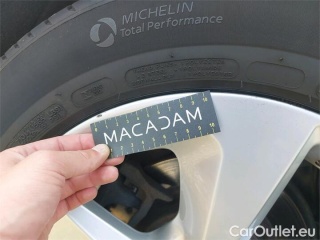 MICHELIN
Total Performance
MACADAM
CarOutlet.eu